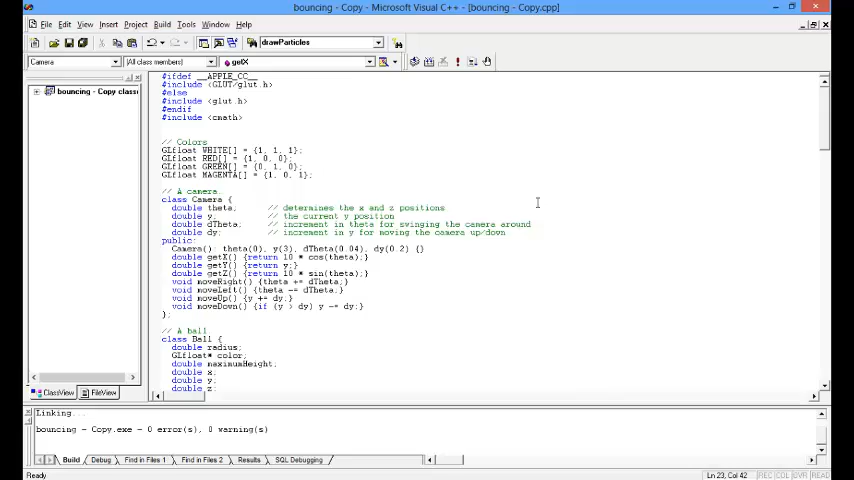 bouncing - Copy - Microsoft Visual C++ - [bouncing - Copy.cpp]
File Edit View Insert Project Build Tools Window Help
drawParticles
Camera
[All class members]
getX
bouncing - Copy class
#ifdef __APPLE_CC__
#include <GLUT/glut.h>
#else
#include <glut.h>
#endif
#include <cmath>
// Colors
GLfloat WHITE[] = {1, 1, 1};
GLfloat RED[] = {1, 0, 0};
GLfloat GREEN[] = {0, 1, 0};
GLfloat MAGENTA[] = {1, 0, 1};
// A camera.
class Camera {
double theta; // determines the x and z positions
double y; // the current y position
double dTheta; // increment in theta for swinging the camera around
double dy; // increment in y for moving the camera up/down
public:
Camera(): theta(0), y(3), dTheta(0.04), dy(0.2) {}
double getX() {return 10 * cos(theta);}
double getY() {return y;}
double getZ() {return 10 * sin(theta);}
void moveRight() {theta += dTheta;}
void moveLeft() {theta -= dTheta;}
void moveUp() {y += dy;}
void moveDown() {if (y > dy) y -= dy;}
};
// A ball.
class Ball {
double radius;
GLfloat* color;
double maximumHeight;
double x;
double y;
double z;
ClassView FileView
Linking...
bouncing - Copy.exe - 0 error(s), 0 warning(s)
Build Debug Find in Files 1 Find in Files 2 Results SQL Debugging
Ready
Ln 23, Col 42
REC COL OVR READ